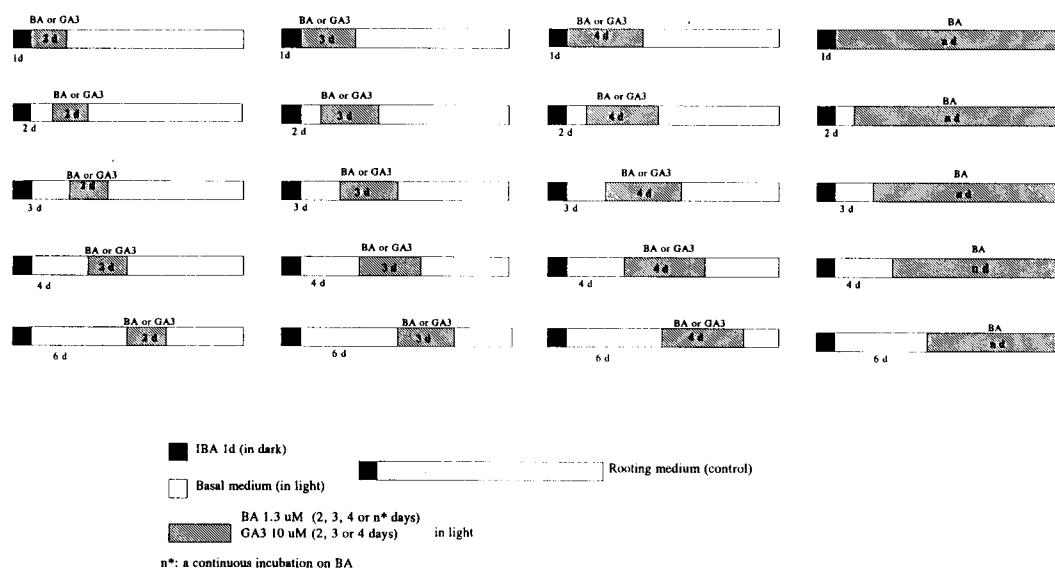 BA or GA3 BA or GA3 BA or GA3 BA
2 d 3 d 4 d n d
1d 1d 1d 1d
BA or GA3 BA or GA3 BA or GA3 BA
2 d 3 d 4 d n d
2 d 2 d 2 d 2 d
BA or GA3 BA or GA3 BA or GA3 BA
2 d 3 d 4 d n d
3 d 3 d 3 d 3 d
BA or GA3 BA or GA3 BA or GA3 BA
2 d 3 d 4 d n d
4 d 4 d 4 d 4 d
BA or GA3 BA or GA3 BA or GA3 BA
2 d 3 d 4 d n d
6 d 6 d 6 d 6 d
IBA 1d (in dark)
Rooting medium (control)
Basal medium (in light)
BA 1.3 uM (2, 3, 4 or n* days)
GA3 10 uM (2, 3 or 4 days) in light
n*: a continuous incubation on BA